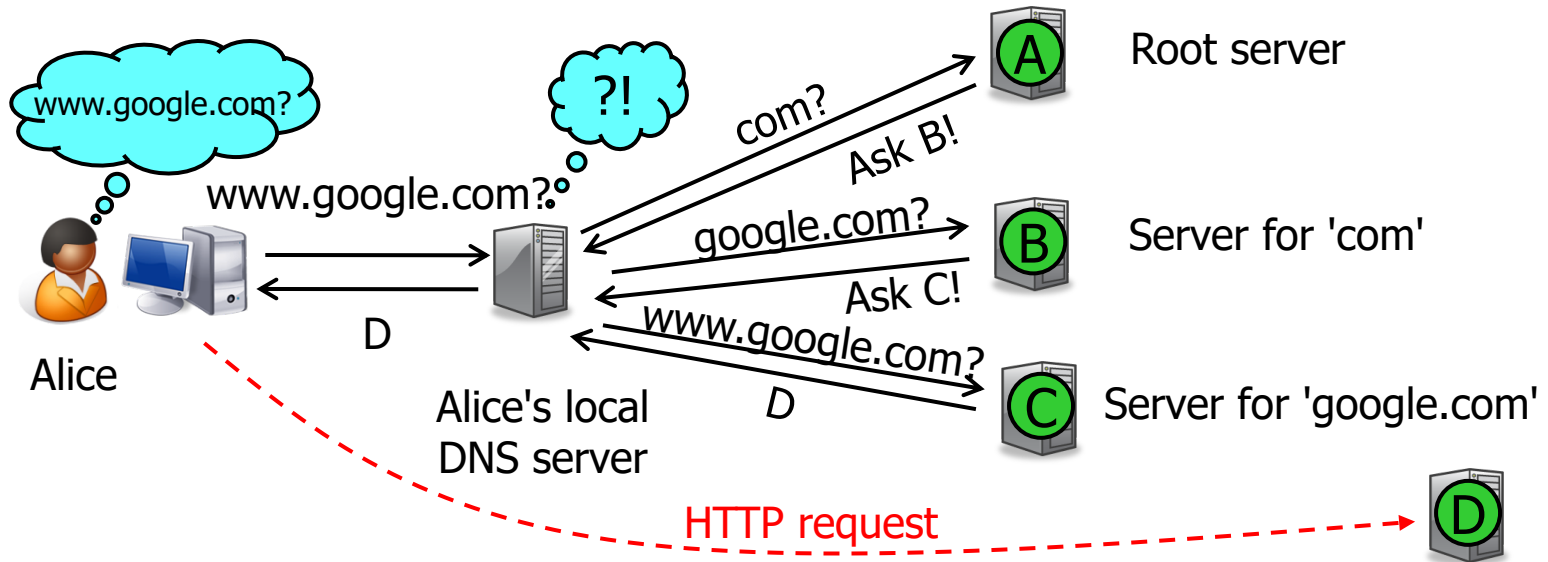 www.google.com?
?!
A
Root server
com?
Ask B!
www.google.com?
google.com?
B
Server for 'com'
Ask C!
D
www.google.com?
Alice
D
C
Server for 'google.com'
Alice's local
DNS server
HTTP request
D